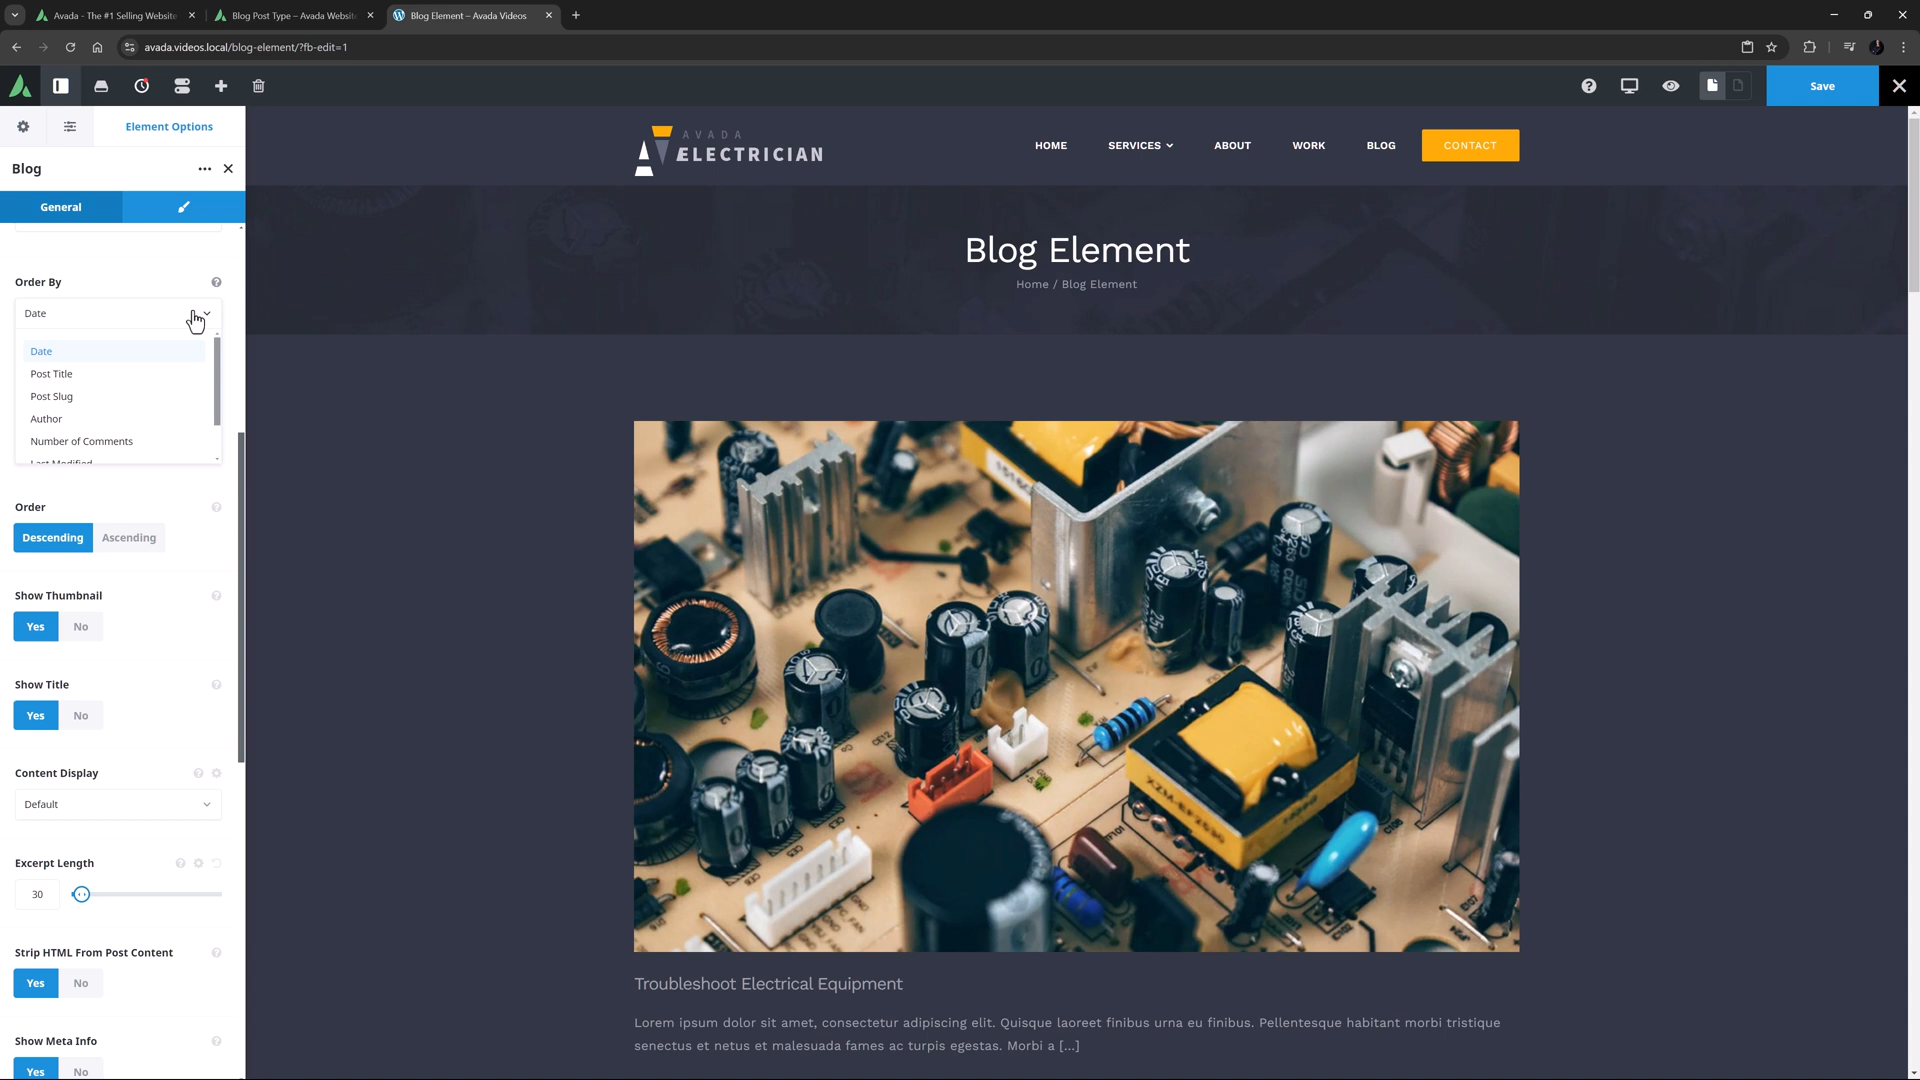 Avada - The #1 Selling Website
Blog Post Type – Avada Website
Blog Element – Avada Videos
avada.videos.local/blog-element/?fb-edit=1
Save
Element Options
Blog
General
Order By
Date
Date
Post Title
Post Slug
Author
Number of Comments
Last Modified
Order
Descending
Ascending
Show Thumbnail
Yes
No
Show Title
Yes
No
Content Display
Default
Excerpt Length
30
Strip HTML From Post Content
Yes
No
Show Meta Info
Yes
No
AVADA
ELECTRICIAN
HOME
SERVICES
ABOUT
WORK
BLOG
CONTACT
Blog Element
Home / Blog Element
Troubleshoot Electrical Equipment
Lorem ipsum dolor sit amet, consectetur adipiscing elit. Quisque laoreet finibus urna eu finibus. Pellentesque habitant morbi tristique
senectus et netus et malesuada fames ac turpis egestas. Morbi a [...]